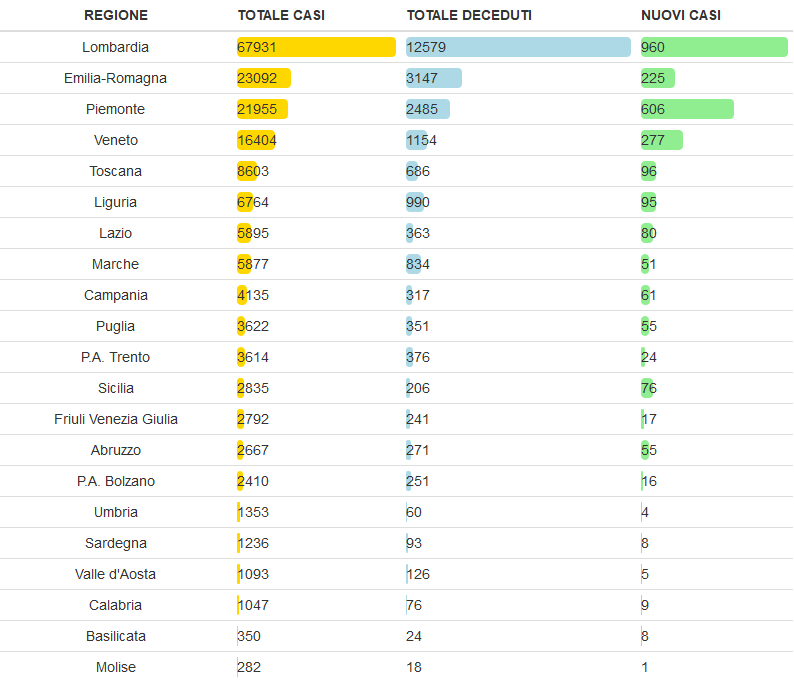 REGIONE TOTALE CASI TOTALE DECEDUTI NUOVI CASI
Lombardia 67931 12579 960
Emilia-Romagna 23092 3147 225
Piemonte 21955 2485 606
Veneto 16404 1154 277
Toscana 8603 686 96
Liguria 6764 990 95
Lazio 5895 363 80
Marche 5877 834 51
Campania 4135 317 61
Puglia 3622 351 55
P.A. Trento 3614 376 24
Sicilia 2835 206 76
Friuli Venezia Giulia 2792 241 17
Abruzzo 2667 271 55
P.A. Bolzano 2410 251 16
Umbria 1353 60 4
Sardegna 1236 93 8
Valle d'Aosta 1093 126 5
Calabria 1047 76 9
Basilicata 350 24 8
Molise 282 18 1